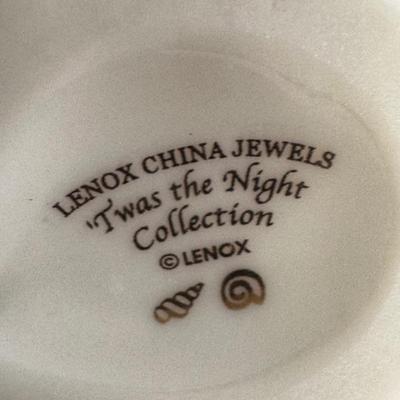 LENOX CHINA JEWELS
'Twas the Night
Collection
© LENOX